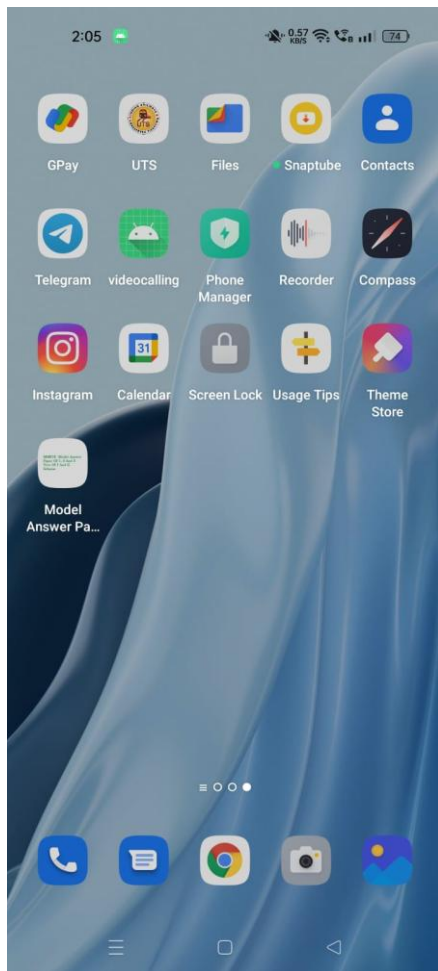 2:05
0.57
KB/S
74
GPay
UTS
Files
Snaptube
Contacts
Telegram
videocalling
Phone
Manager
Recorder
Compass
31
Instagram
Calendar
Screen Lock
Usage Tips
Theme
Store
Model
Answer Pa...